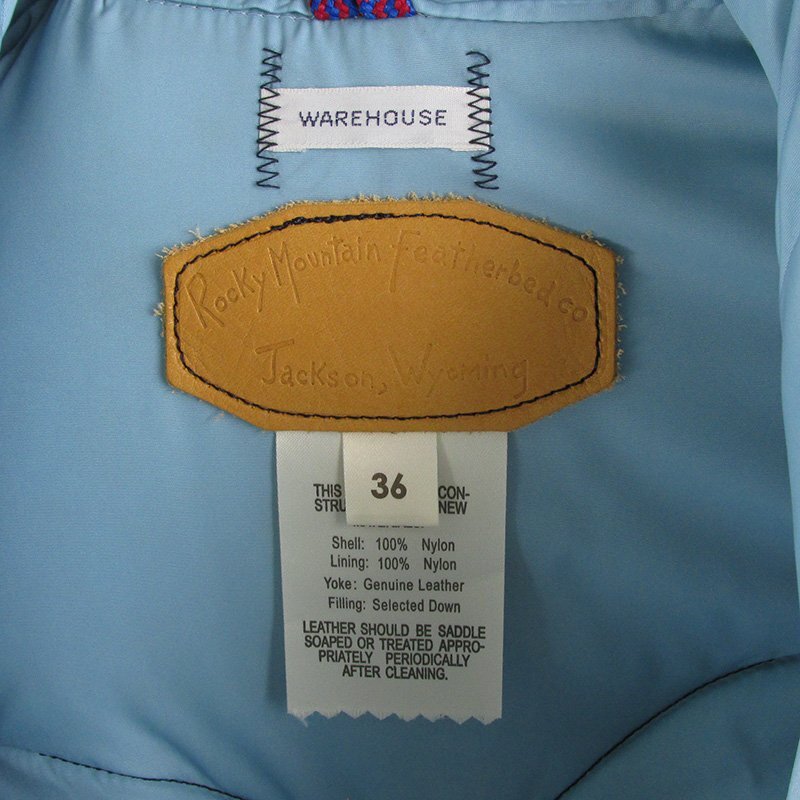 WAREHOUSE
Rocky Mountain Featherbed co
Jackson, Wyoming
36
THIS CON-
STRU NEW
Shell: 100% Nylon
Lining: 100% Nylon
Yoke: Genuine Leather
Filling: Selected Down
LEATHER SHOULD BE SADDLE
SOAPED OR TREATED APPRO-
PRIATELY PERIODICALLY
AFTER CLEANING.